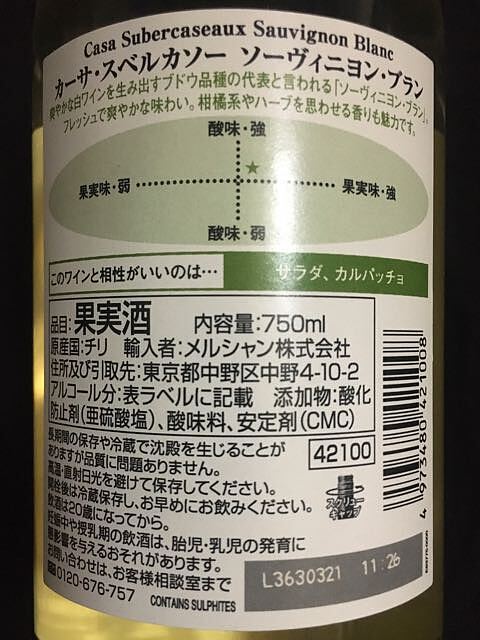 Casa Subercaseaux Sauvignon Blanc
カーサ・スベルカソー ソーヴィニヨン・ブラン
爽やかな白ワインを生み出すブドウ品種の代表と言われる「ソーヴィニヨン・ブラン」。
フレッシュで爽やかな味わい。柑橘系やハーブを思わせる香りも魅力です。
酸味・強
果実味・弱
果実味・強
酸味・弱
このワインと相性がいいのは… サラダ、カルパッチョ
品目:果実酒 内容量:750ml
原産国:チリ 輸入者:メルシャン株式会社
住所及び引取先:東京都中野区中野4-10-2
アルコール分:表ラベルに記載 添加物:酸化
防止剤(亜硫酸塩)、酸味料、安定剤(CMC)
長期間の保存や冷蔵で沈殿を生じることが
ありますが品質に問題ありません。
高温・直射日光を避けて保存してください。
開栓後は冷蔵保存し、お早めにお飲みください。
飲酒は20歳になってから。
妊娠中や授乳期の飲酒は、胎児・乳児の発育に
悪影響を与えるおそれがあります。
お問い合わせは、お客様相談室まで
0120-676-757 CONTAINS SULPHITES
42100
スクリュー
キャップ
4 973480 421008
L3630321 11:26